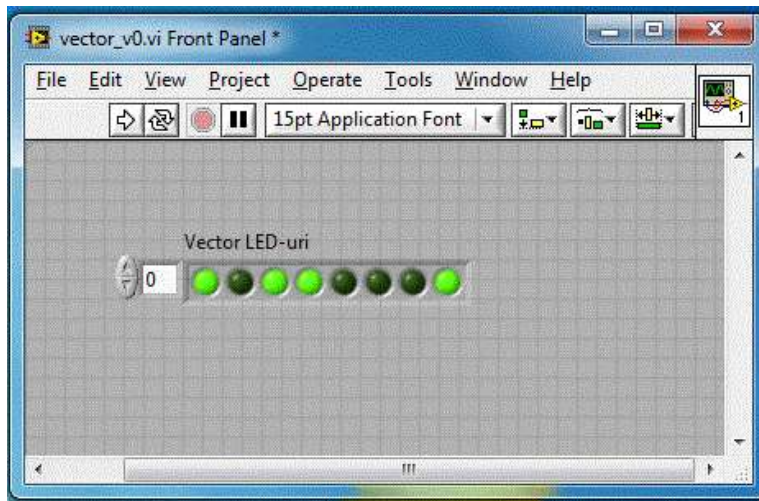 vector_v0.vi Front Panel *
File Edit View Project Operate Tools Window Help
15pt Application Font
1
Vector LED-uri
0